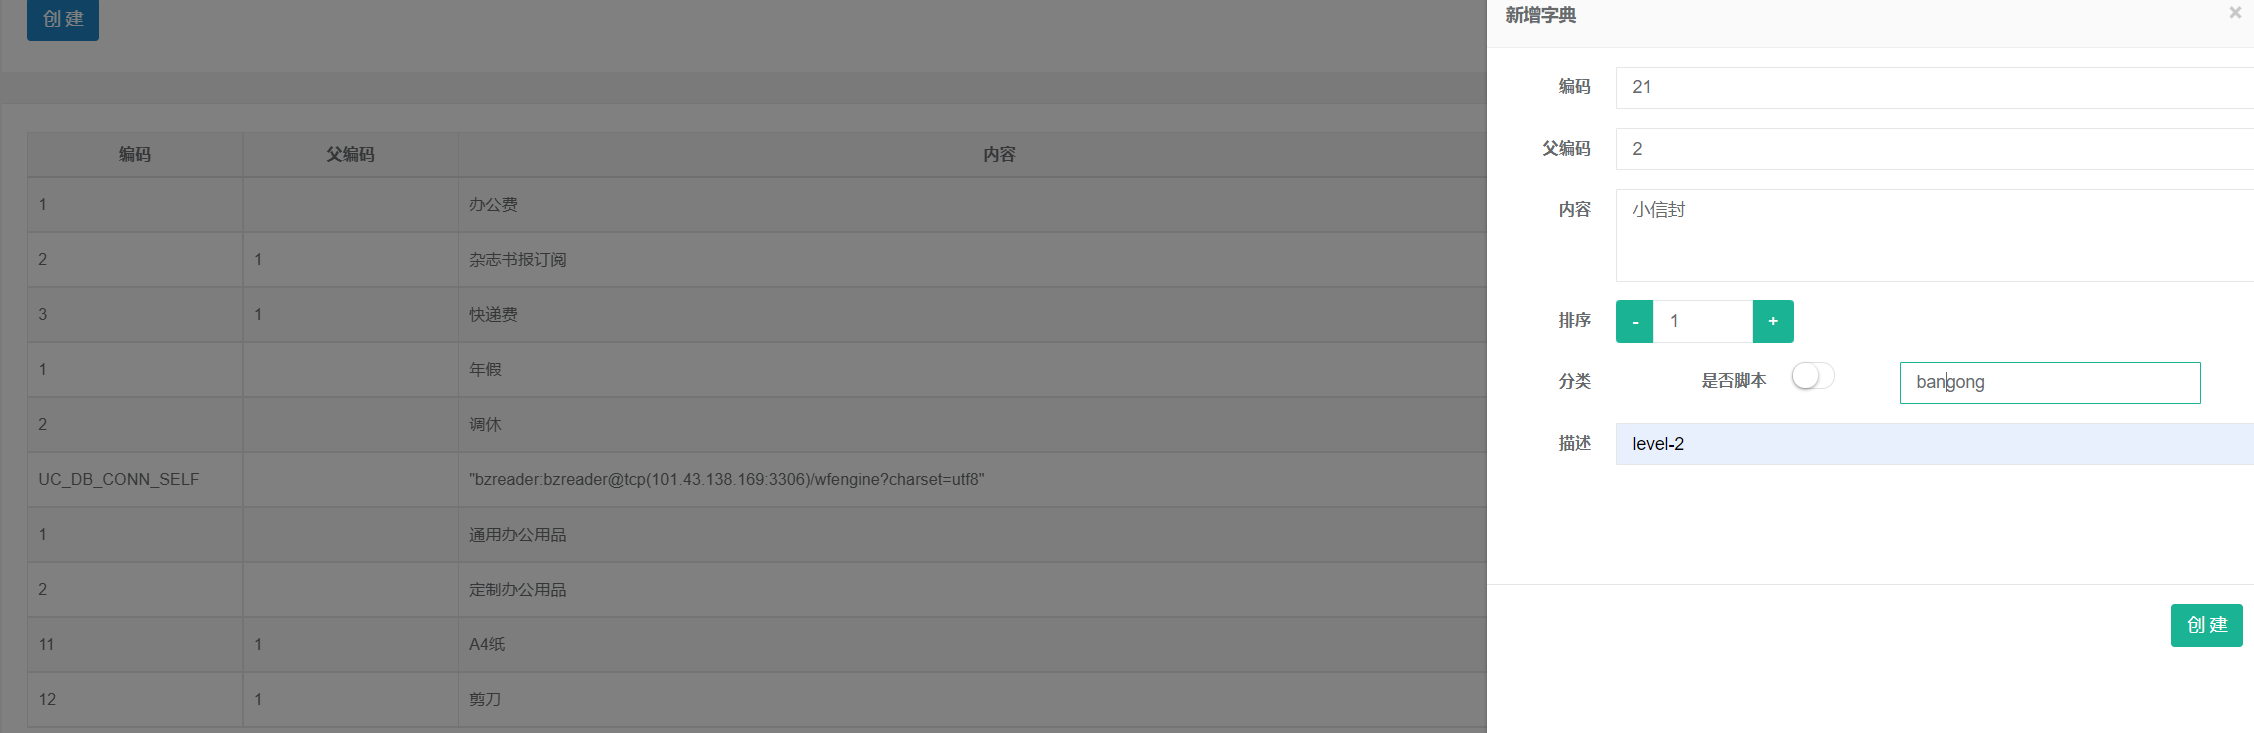 创 建
编码 父编码 内容
1 办公费
2 1 杂志书报订阅
3 1 快递费
1 年假
2 调休
UC_DB_CONN_SELF "bzreader:bzreader@tcp(101.43.138.169:3306)/wfengine?charset=utf8"
1 通用办公用品
2 定制办公用品
11 1 A4纸
12 1 剪刀
新增字典 ×
编码 21
父编码 2
内容 小信封
排序 - 1 +
分类 是否脚本 bangong
描述 level-2
创 建